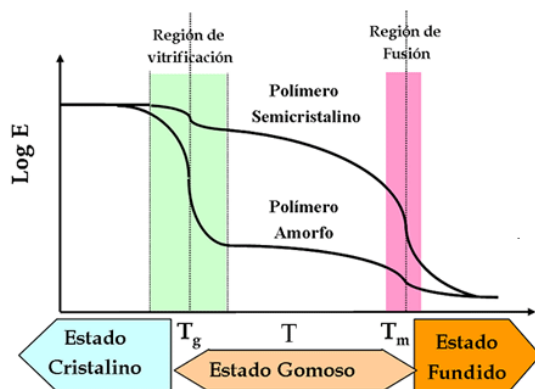 Región de
vitrificación
Región de
Fusión
Polímero
Semicristalino
Log E
Polímero
Amorfo
Tg
T
Tm
Estado
Cristalino
Estado Gomoso
Estado
Fundido